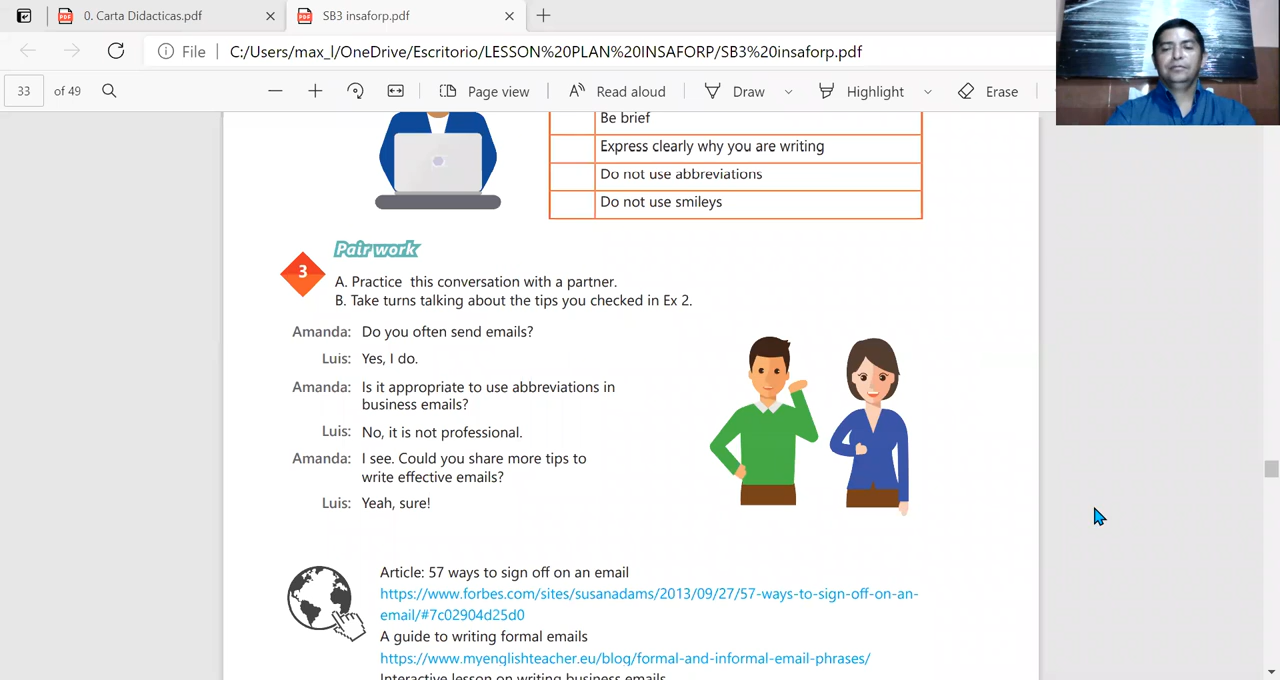 0. Carta Didacticas.pdf
SB3 insaforp.pdf
File C:/Users/max_l/OneDrive/Escritorio/LESSON%20PLAN%20INSAFORP/SB3%20insaforp.pdf
33 of 49 Page view Read aloud Draw Highlight Erase
Be brief
Express clearly why you are writing
Do not use abbreviations
Do not use smileys
Pair work
3
A. Practice this conversation with a partner.
B. Take turns talking about the tips you checked in Ex 2.
Amanda: Do you often send emails?
Luis: Yes, I do.
Amanda: Is it appropriate to use abbreviations in
business emails?
Luis: No, it is not professional.
Amanda: I see. Could you share more tips to
write effective emails?
Luis: Yeah, sure!
Article: 57 ways to sign off on an email
https://www.forbes.com/sites/susanadams/2013/09/27/57-ways-to-sign-off-on-an-
email/#7c02904d25d0
A guide to writing formal emails
https://www.myenglishteacher.eu/blog/formal-and-informal-email-phrases/
Interactive lesson on writing business emails